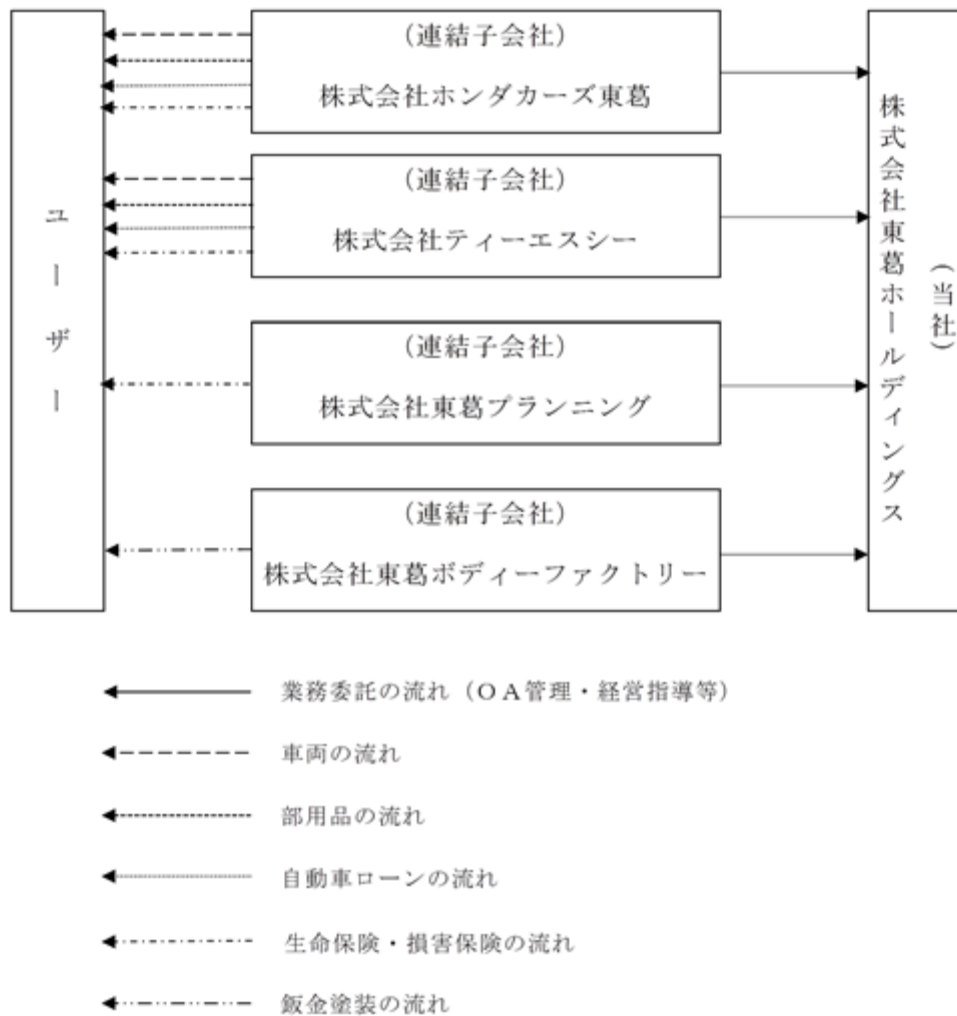 ユーザー
(連結子会社)
株式会社ホンダカーズ東葛
(連結子会社)
株式会社ティーエスシー
(連結子会社)
株式会社東葛プランニング
(連結子会社)
株式会社東葛ボディーファクトリー
株式会社東葛ホールディングス
(当社)
業務委託の流れ(OA管理・経営指導等)
車両の流れ
部用品の流れ
自動車ローンの流れ
生命保険・損害保険の流れ
鈑金塗装の流れ